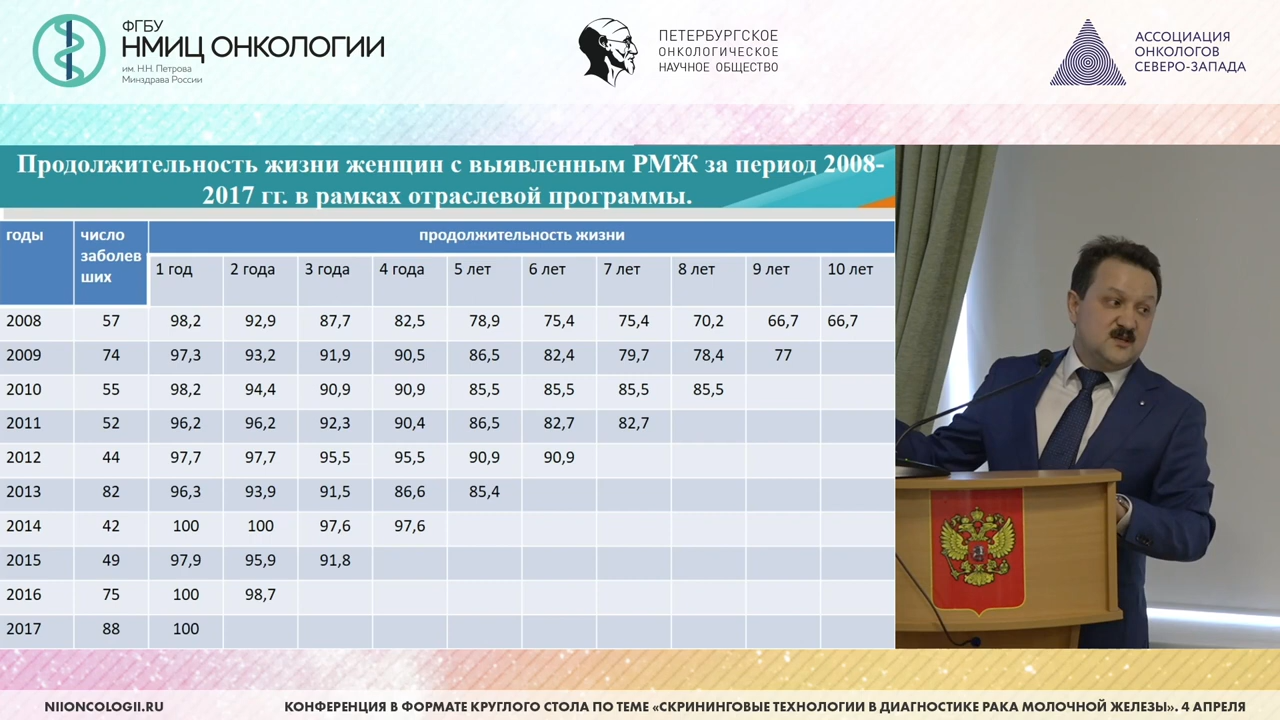 ФГБУ
НМИЦ ОНКОЛОГИИ
им. Н.Н. Петрова
Минздрава России
ПЕТЕРБУРГСКОЕ
ОНКОЛОГИЧЕСКОЕ
НАУЧНОЕ ОБЩЕСТВО
АССОЦИАЦИЯ
ОНКОЛОГОВ
СЕВЕРО-ЗАПАДА
Продолжительность жизни женщин с выявленным РМЖ за период 2008-
2017 гг. в рамках отраслевой программы.
годы число заболев ших продолжительность жизни
1 год 2 года 3 года 4 года 5 лет 6 лет 7 лет 8 лет 9 лет 10 лет
2008 57 98,2 92,9 87,7 82,5 78,9 75,4 75,4 70,2 66,7 66,7
2009 74 97,3 93,2 91,9 90,5 86,5 82,4 79,7 78,4 77
2010 55 98,2 94,4 90,9 90,9 85,5 85,5 85,5 85,5
2011 52 96,2 96,2 92,3 90,4 86,5 82,7 82,7
2012 44 97,7 97,7 95,5 95,5 90,9 90,9
2013 82 96,3 93,9 91,5 86,6 85,4
2014 42 100 100 97,6 97,6
2015 49 97,9 95,9 91,8
2016 75 100 98,7
2017 88 100
NIIONCOLOGII.RU
КОНФЕРЕНЦИЯ В ФОРМАТЕ КРУГЛОГО СТОЛА ПО ТЕМЕ «СКРИНИНГОВЫЕ ТЕХНОЛОГИИ В ДИАГНОСТИКЕ РАКА МОЛОЧНОЙ ЖЕЛЕЗЫ». 4 АПРЕЛЯ